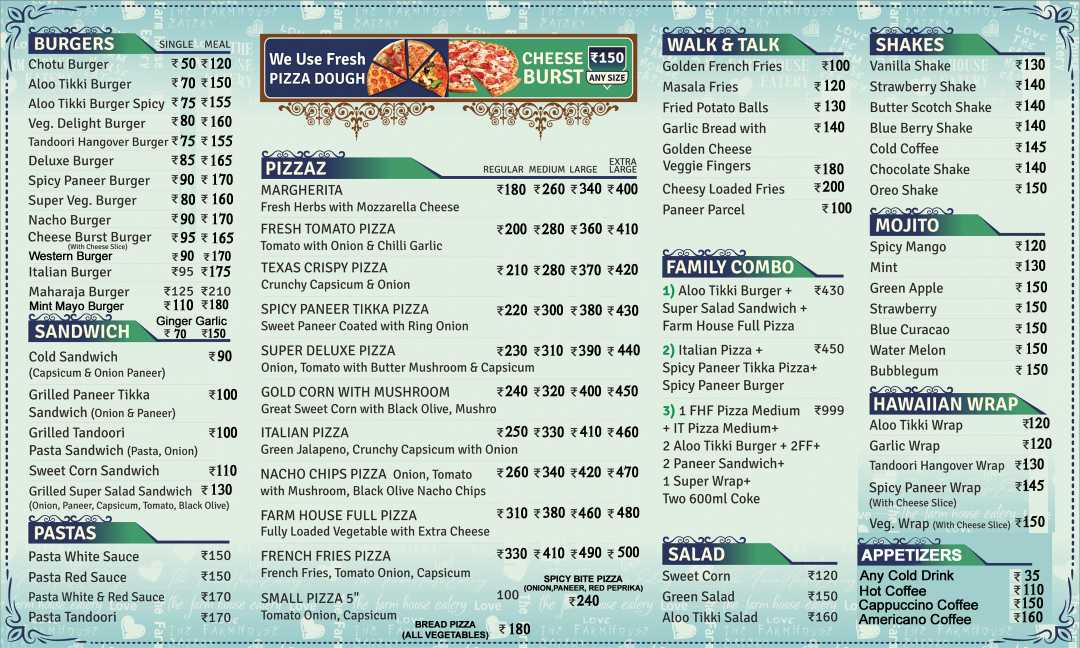 BURGERS SINGLE MEAL
Chotu Burger ₹ 50 ₹ 120
Aloo Tikki Burger ₹ 70 ₹ 150
Aloo Tikki Burger Spicy ₹ 75 ₹ 155
Veg. Delight Burger ₹ 80 ₹ 160
Tandoori Hangover Burger ₹ 75 ₹ 155
Deluxe Burger ₹ 85 ₹ 165
Spicy Paneer Burger ₹ 90 ₹ 170
Super Veg. Burger ₹ 80 ₹ 160
Nacho Burger ₹ 90 ₹ 170
Cheese Burst Burger ₹ 95 ₹ 165
(With Cheese Slice)
Western Burger ₹ 90 ₹ 170
Italian Burger ₹95 ₹175
Maharaja Burger ₹125 ₹210
Mint Mayo Burger ₹ 110 ₹180
SANDWICH Ginger Garlic
₹ 70 ₹150
Cold Sandwich ₹ 90
(Capsicum & Onion Paneer)
Grilled Paneer Tikka ₹100
Sandwich (Onion & Paneer)
Grilled Tandoori ₹100
Pasta Sandwich (Pasta, Onion)
Sweet Corn Sandwich ₹110
Grilled Super Salad Sandwich ₹ 130
(Onion, Paneer, Capsicum, Tomato, Black Olive)
PASTAS
Pasta White Sauce ₹150
Pasta Red Sauce ₹150
Pasta White & Red Sauce ₹170
Pasta Tandoori ₹170
We Use Fresh
PIZZA DOUGH
CHEESE
BURST
₹150
ANY SIZE
PIZZAZ REGULAR MEDIUM LARGE EXTRA LARGE
MARGHERITA ₹180 ₹260 ₹340 ₹400
Fresh Herbs with Mozzarella Cheese
FRESH TOMATO PIZZA ₹200 ₹280 ₹360 ₹410
Tomato with Onion & Chilli Garlic
TEXAS CRISPY PIZZA ₹210 ₹280 ₹370 ₹420
Crunchy Capsicum & Onion
SPICY PANEER TIKKA PIZZA ₹220 ₹300 ₹380 ₹430
Sweet Paneer Coated with Ring Onion
SUPER DELUXE PIZZA ₹230 ₹310 ₹390 ₹ 440
Onion, Tomato with Butter Mushroom & Capsicum
GOLD CORN WITH MUSHROOM ₹240 ₹320 ₹400 ₹450
Great Sweet Corn with Black Olive, Mushro
ITALIAN PIZZA ₹250 ₹330 ₹410 ₹460
Green Jalapeno, Crunchy Capsicum with Onion
NACHO CHIPS PIZZA Onion, Tomato ₹260 ₹340 ₹420 ₹470
with Mushroom, Black Olive Nacho Chips
FARM HOUSE FULL PIZZA ₹310 ₹380 ₹460 ₹480
Fully Loaded Vegetable with Extra Cheese
FRENCH FRIES PIZZA ₹330 ₹410 ₹490 ₹ 500
French Fries, Tomato Onion, Capsicum
SMALL PIZZA 5" 100
Tomato Onion, Capsicum
SPICY BITE PIZZA
(ONION,PANEER, RED PEPRIKA)
₹240
BREAD PIZZA
(ALL VEGETABLES) ₹ 180
WALK & TALK
Golden French Fries ₹100
Masala Fries ₹ 120
Fried Potato Balls ₹ 130
Garlic Bread with ₹ 140
Golden Cheese
Veggie Fingers ₹180
Cheesy Loaded Fries ₹200
Paneer Parcel ₹ 100
FAMILY COMBO
1) Aloo Tikki Burger + ₹430
Super Salad Sandwich +
Farm House Full Pizza
2) Italian Pizza + ₹450
Spicy Paneer Tikka Pizza+
Spicy Paneer Burger
3) 1 FHF Pizza Medium ₹999
+ IT Pizza Medium+
2 Aloo Tikki Burger + 2FF+
2 Paneer Sandwich+
1 Super Wrap+
Two 600ml Coke
SALAD
Sweet Corn ₹120
Green Salad ₹150
Aloo Tikki Salad ₹160
SHAKES
Vanilla Shake ₹130
Strawberry Shake ₹140
Butter Scotch Shake ₹140
Blue Berry Shake ₹140
Cold Coffee ₹145
Chocolate Shake ₹140
Oreo Shake ₹ 150
MOJITO
Spicy Mango ₹120
Mint ₹130
Green Apple ₹ 150
Strawberry ₹ 150
Blue Curacao ₹ 150
Water Melon ₹ 150
Bubblegum ₹ 150
HAWAIIAN WRAP
Aloo Tikki Wrap ₹120
Garlic Wrap ₹120
Tandoori Hangover Wrap ₹130
Spicy Paneer Wrap ₹145
(With Cheese Slice)
Veg. Wrap (With Cheese Slice) ₹150
APPETIZERS
Any Cold Drink ₹ 35
Hot Coffee ₹ 110
Cappuccino Coffee ₹150
Americano Coffee ₹160